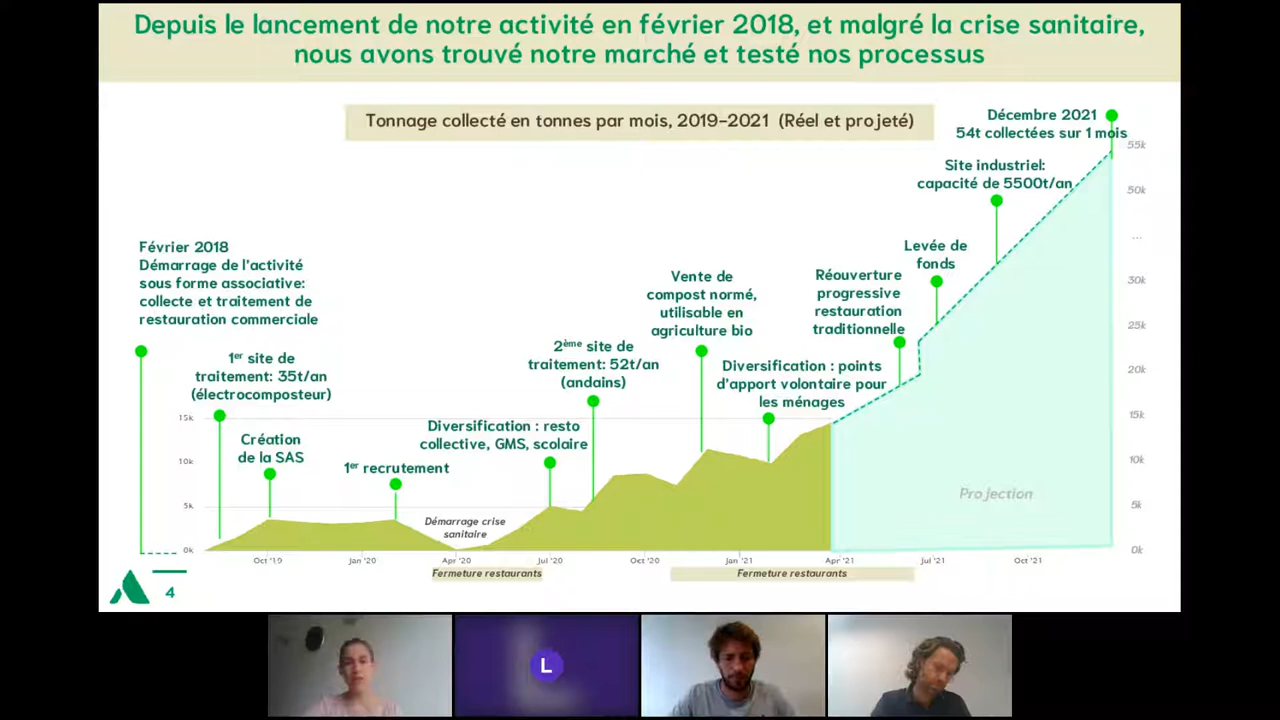 Depuis le lancement de notre activité en février 2018, et malgré la crise sanitaire,
nous avons trouvé notre marché et testé nos processus
Tonnage collecté en tonnes par mois, 2019-2021 (Réel et projeté)
Décembre 2021
54t collectées sur 1 mois
Site industriel:
capacité de 5500t/an
Levée de
fonds
Réouverture
progressive
restauration
traditionnelle
Vente de
compost normé,
utilisable en
agriculture bio
Diversification : points
d'apport volontaire pour
les ménages
2ème site de
traitement: 52t/an
(andains)
Diversification : resto
collective, GMS, scolaire
1er recrutement
Création
de la SAS
1er site de
traitement: 35t/an
(électrocomposteur)
Février 2018
Démarrage de l'activité
sous forme associative:
collecte et traitement de
restauration commerciale
Démarrage crise
sanitaire
Projection
15k
10k
5k
0k
55k
50k
...
30k
25k
20k
15k
10k
5k
0k
Oct '19
Jan '20
Apr '20
Jul '20
Oct '20
Jan '21
Apr '21
Jul '21
Oct '21
Fermeture restaurants
Fermeture restaurants
4
L